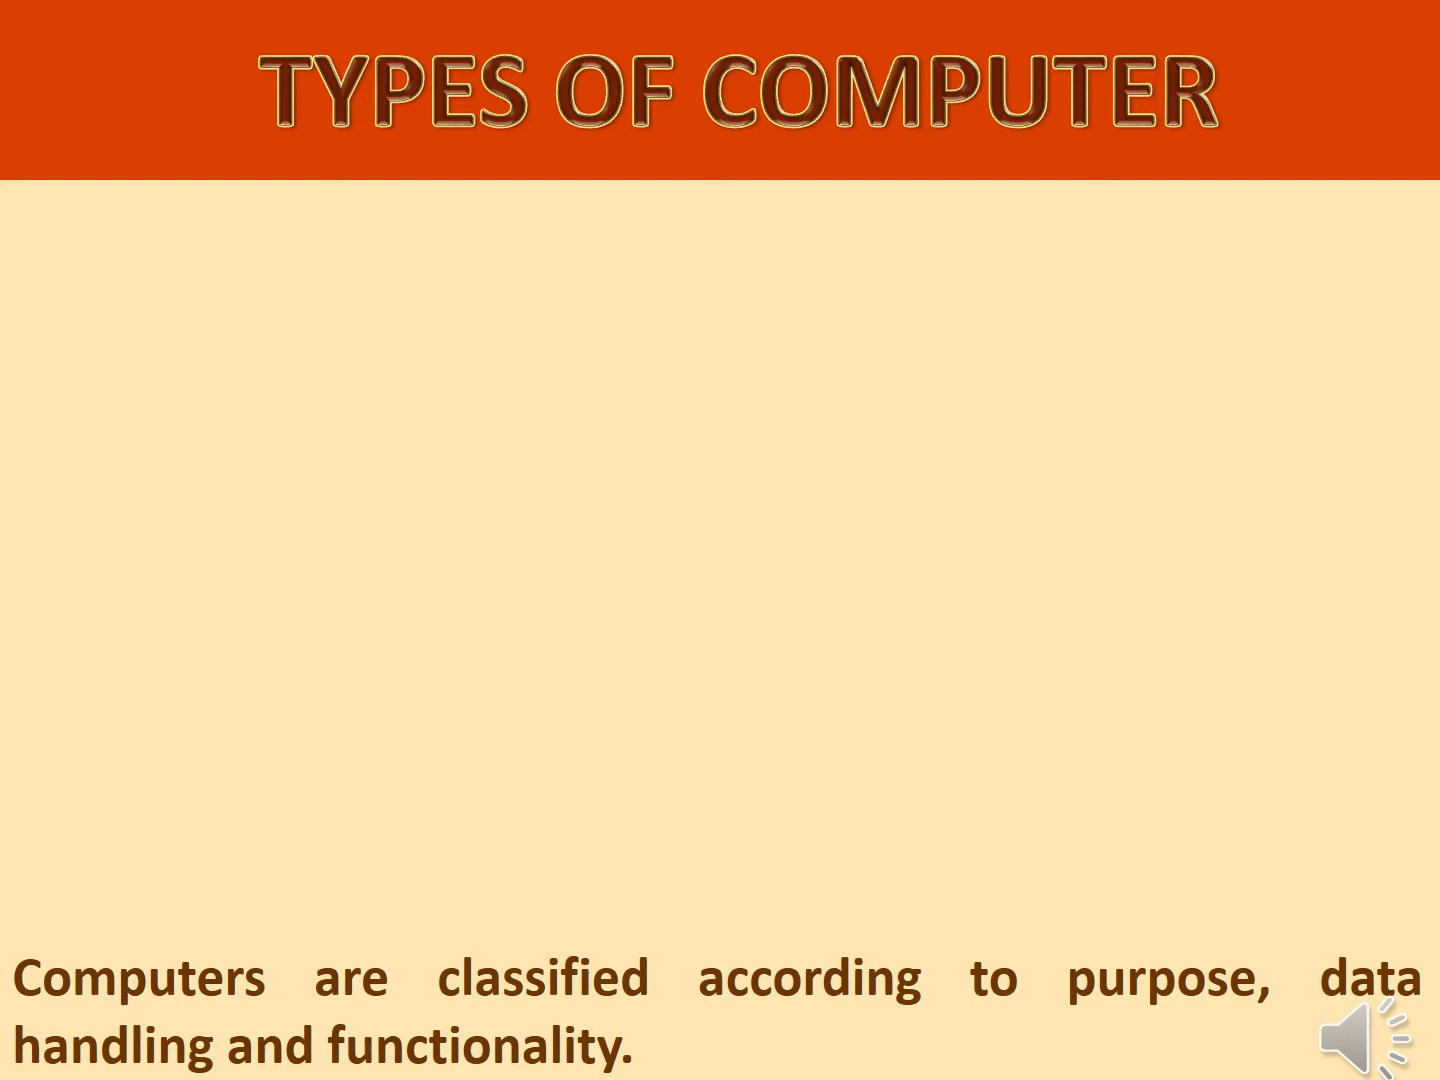 TYPES OF COMPUTER
Computers are classified according to purpose, data
handling and functionality.